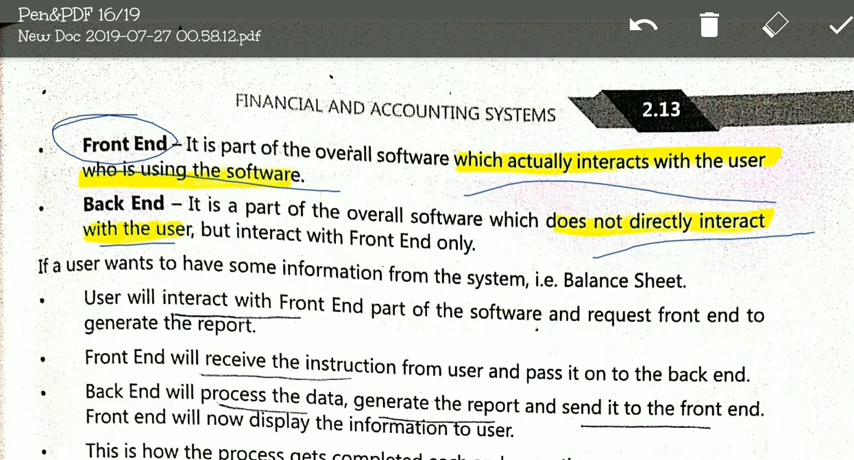 Pen&PDF 16/19
New Doc 2019-07-27 00.58.12.pdf
FINANCIAL AND ACCOUNTING SYSTEMS 2.13
• Front End – It is part of the overall software which actually interacts with the user
who is using the software.
• Back End – It is a part of the overall software which does not directly interact
with the user, but interact with Front End only.
If a user wants to have some information from the system, i.e. Balance Sheet.
• User will interact with Front End part of the software and request front end to
generate the report.
• Front End will receive the instruction from user and pass it on to the back end.
• Back End will process the data, generate the report and send it to the front end.
Front end will now display the information to user.
• This is how the process gets completed each